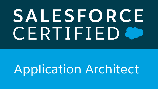 SALESFORCE
CERTIFIED
Application Architect